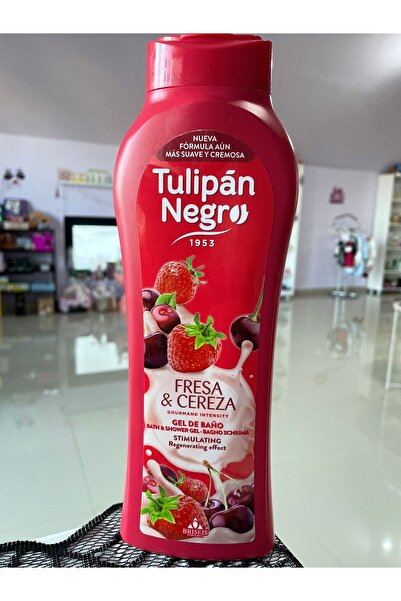 NUEVA
FÓRMULA AÚN
MÁS SUAVE Y CREMOSA
Tulipán
Negro
1953
FRESA
& CEREZA
GOURMAND INTENSITY
GEL DE BAÑO
BATH & SHOWER GEL - BAGNO SCHIUMA
STIMULATING
Regenerating effect
BRISEIS